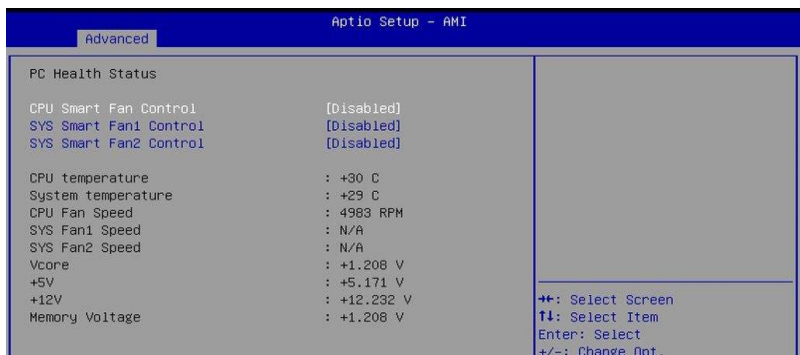 Aptio Setup - AMI
Advanced
PC Health Status
CPU Smart Fan Control [Disabled]
SYS Smart Fan1 Control [Disabled]
SYS Smart Fan2 Control [Disabled]
CPU temperature : +30 C
System temperature : +29 C
CPU Fan Speed : 4983 RPM
SYS Fan1 Speed : N/A
SYS Fan2 Speed : N/A
Vcore : +1.208 V
+5V : +5.171 V
+12V : +12.232 V
Memory Voltage : +1.208 V
→←: Select Screen
↑↓: Select Item
Enter: Select
+/-: Change Opt.